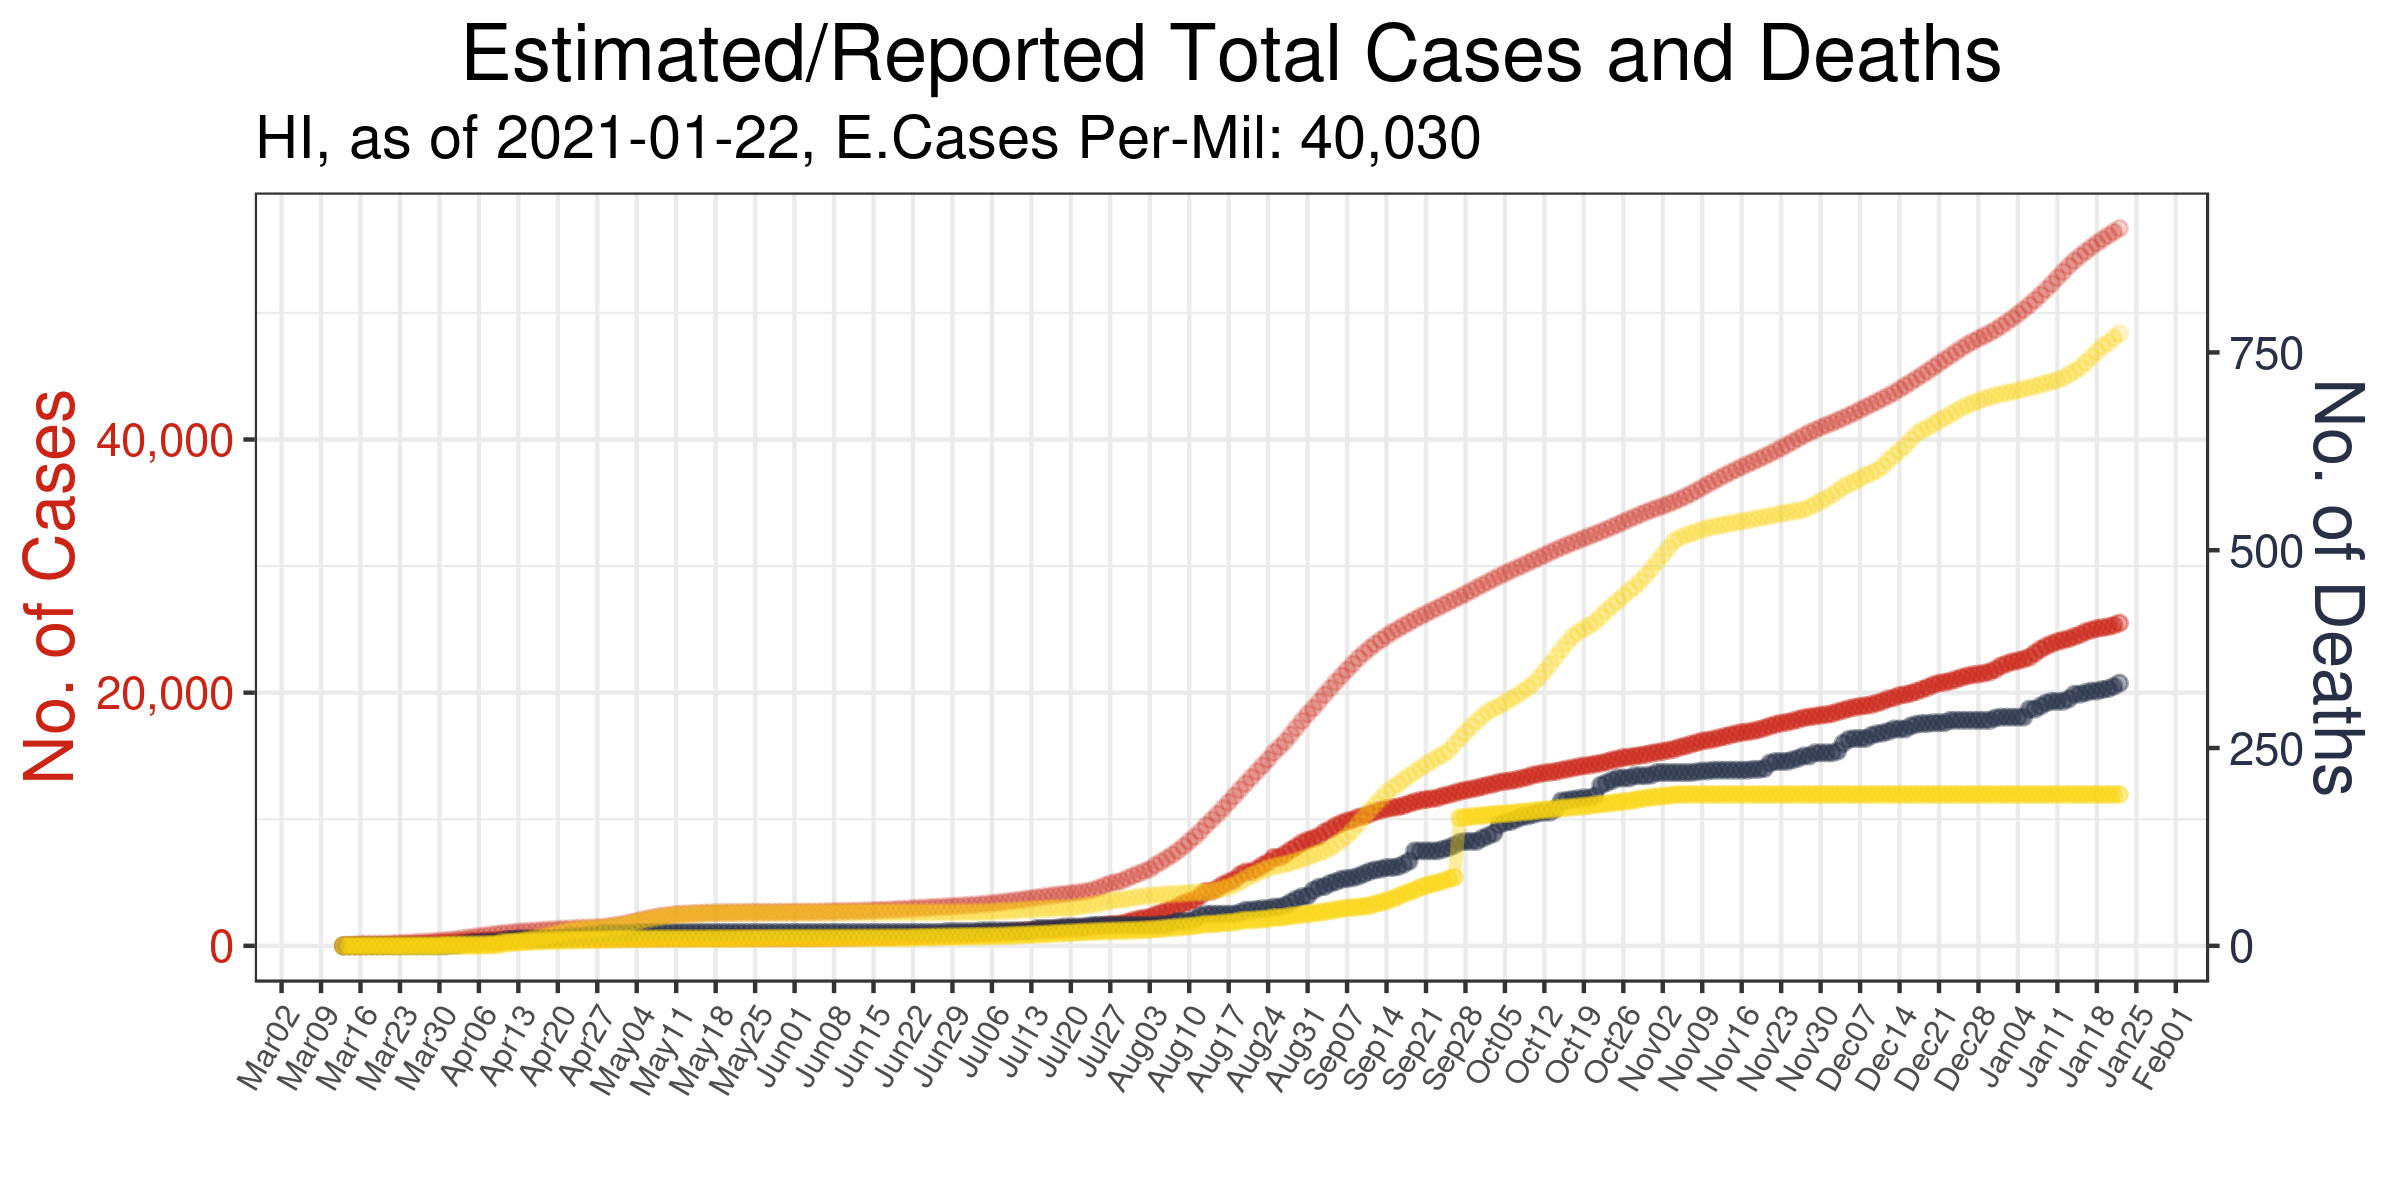 Estimated/Reported Total Cases and Deaths
HI, as of 2021-01-22, E.Cases Per-Mil: 40,030
No. of Cases
40,000
20,000
0
750
500
250
0
No. of Deaths
Mar02
Mar09
Mar16
Mar23
Mar30
Apr06
Apr13
Apr20
Apr27
May04
May11
May18
May25
Jun01
Jun08
Jun15
Jun22
Jun29
Jul06
Jul13
Jul20
Jul27
Aug03
Aug10
Aug17
Aug24
Aug31
Sep07
Sep14
Sep21
Sep28
Oct05
Oct12
Oct19
Oct26
Nov02
Nov09
Nov16
Nov23
Nov30
Dec07
Dec14
Dec21
Dec28
Jan04
Jan11
Jan18
Jan25
Feb01